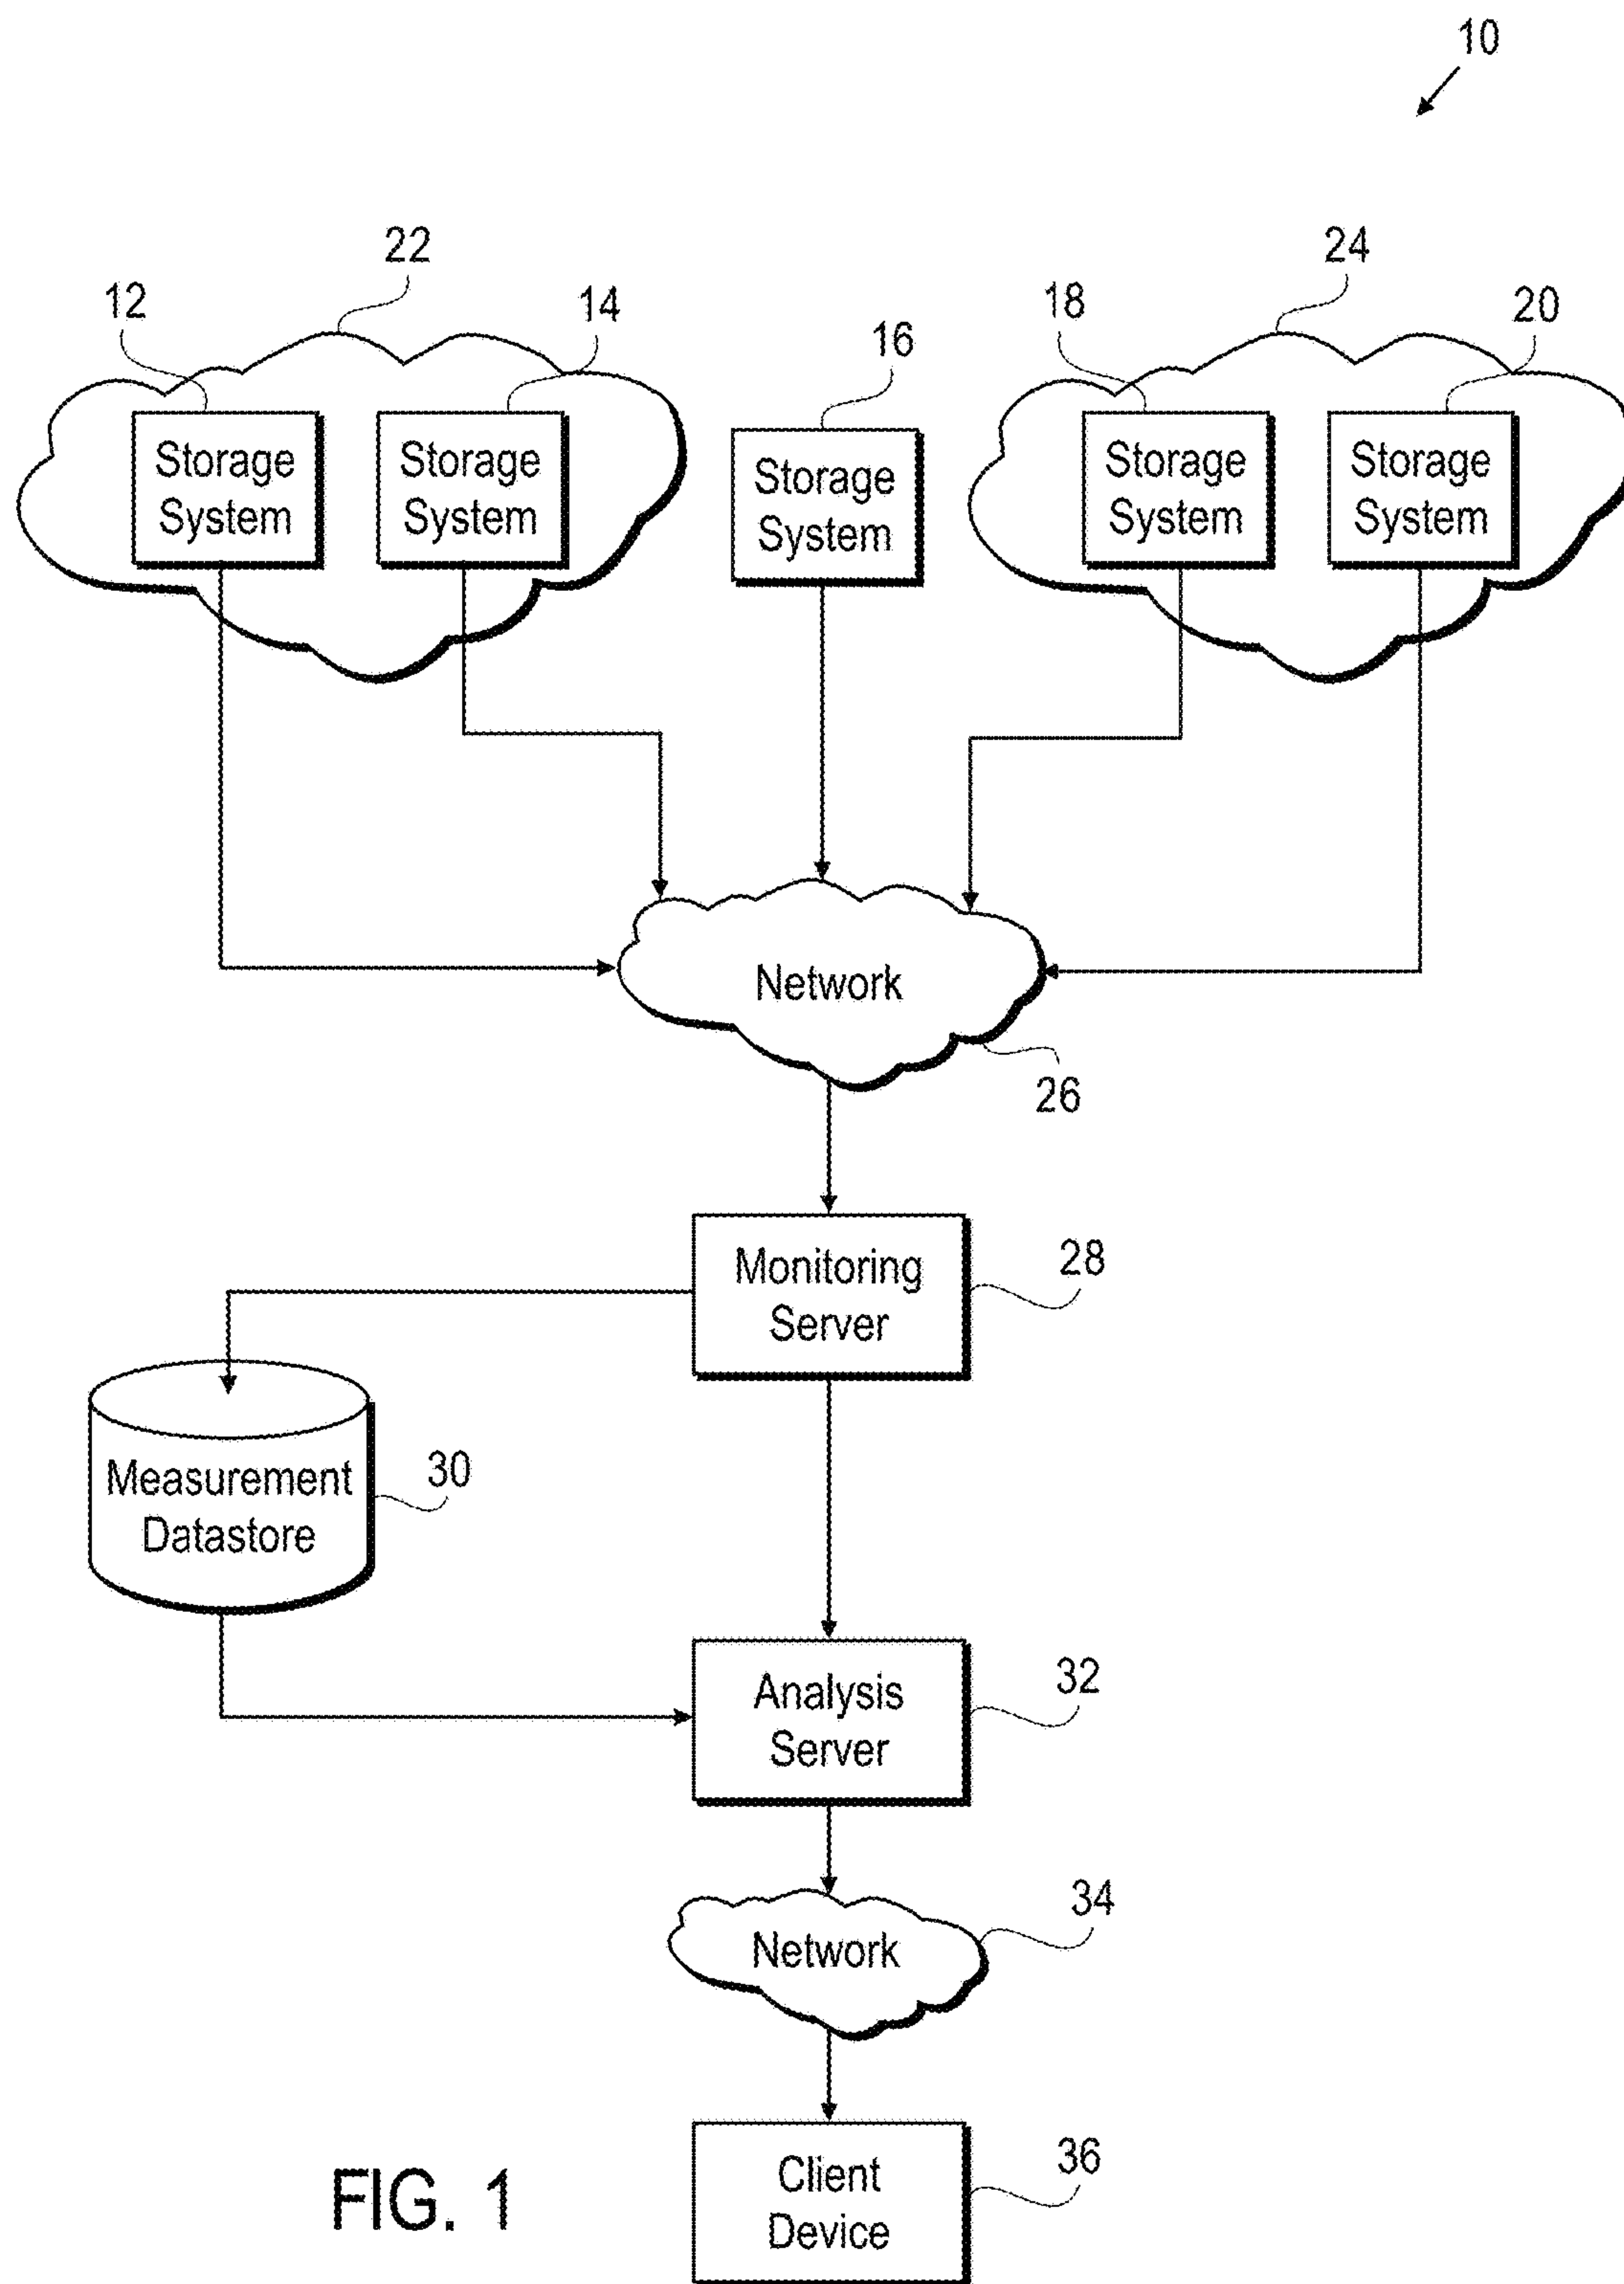 10
22
24
12
14
16
18
20
Storage
System
Storage
System
Storage
System
Storage
System
Storage
System
Network
26
Monitoring
Server
28
Measurement
Datastore
30
Analysis
Server
32
Network
34
Client
Device
36
FIG. 1